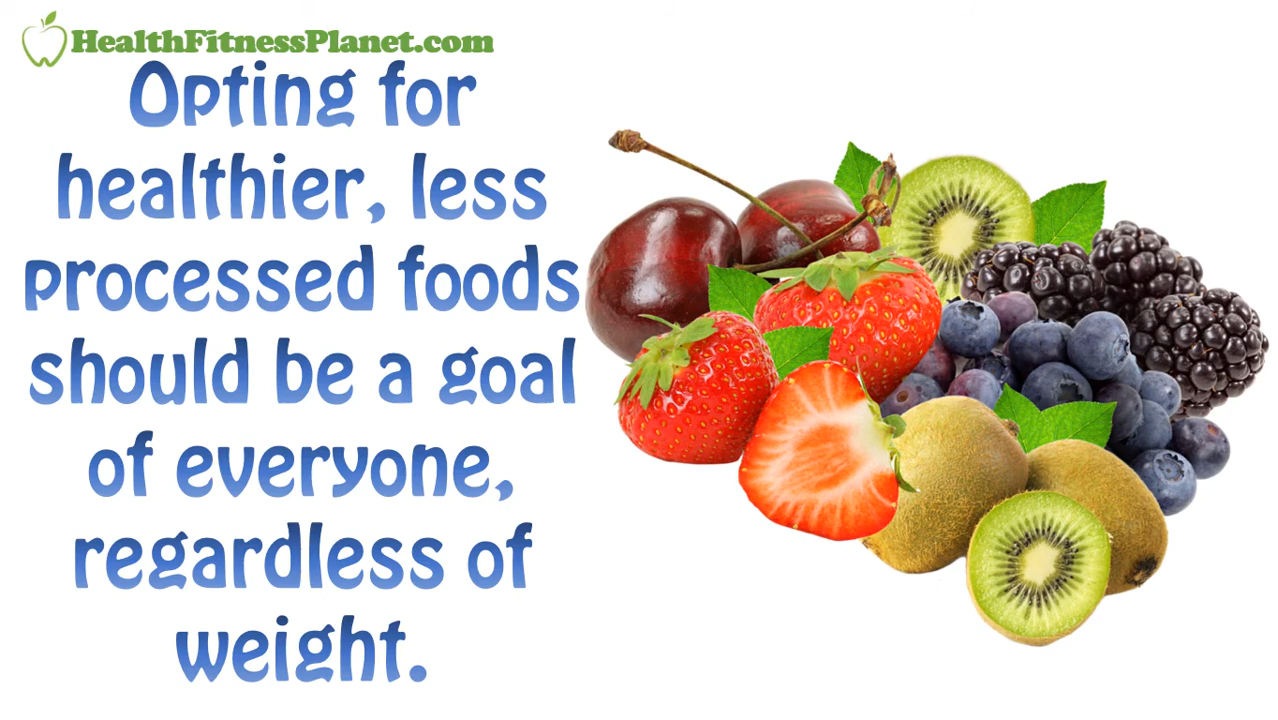 HealthFitnessPlanet.com
Opting for
healthier, less
processed foods
should be a goal
of everyone,
regardless of
weight.